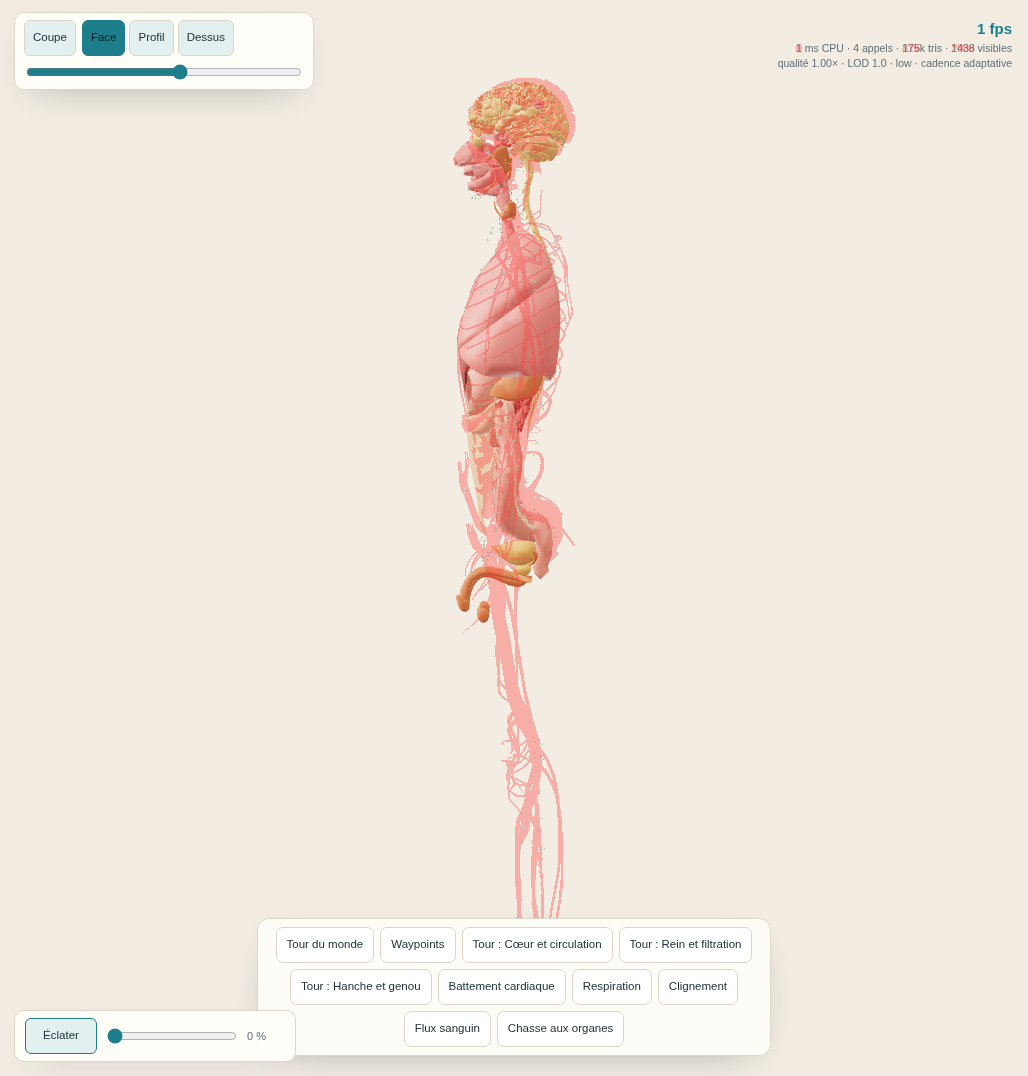 Coupe Face Profil Dessus
1 fps
ms CPU · 4 appels · tris · visibles
qualité 1.00× · LOD 1.0 · low · cadence adaptative
Tour du monde Waypoints Tour : Cœur et circulation Tour : Rein et filtration
Tour : Hanche et genou Battement cardiaque Respiration Clignement
Flux sanguin Chasse aux organes
Éclater 0 %